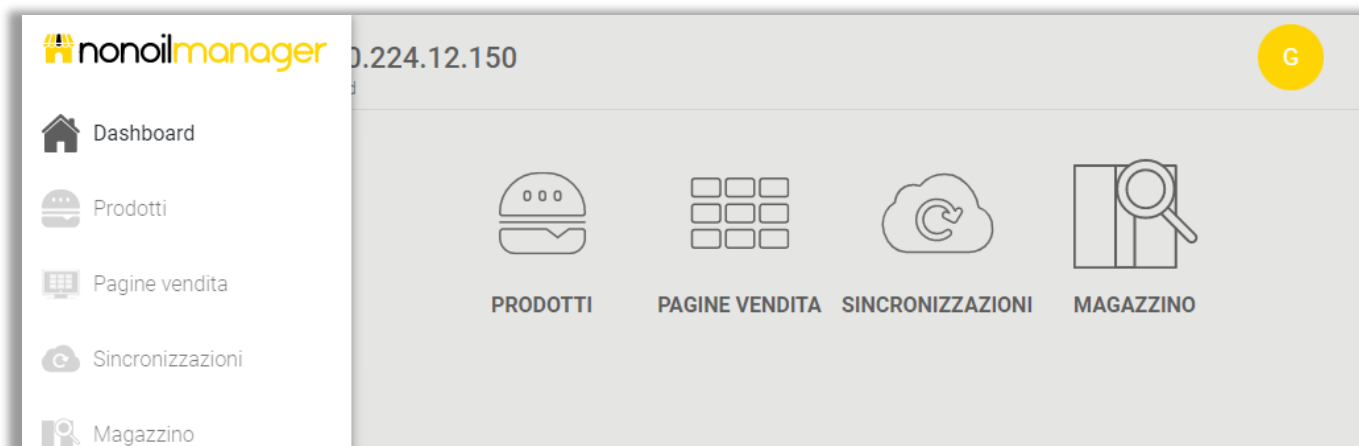 nonoilmanager
0.224.12.150
G
Dashboard
Prodotti
Pagine vendita
Sincronizzazioni
Magazzino
PRODOTTI
PAGINE VENDITA
SINCRONIZZAZIONI
MAGAZZINO